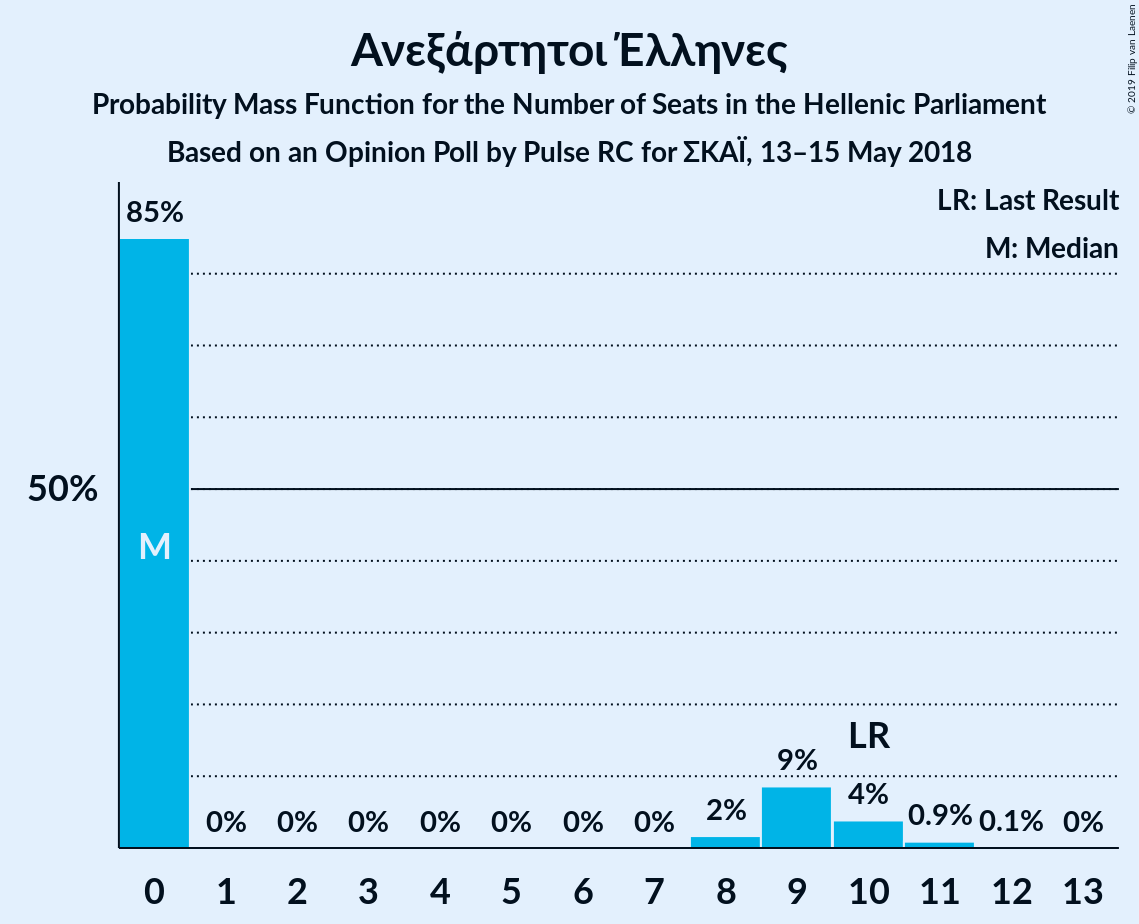 Ανεξάρτητοι Έλληνες
Probability Mass Function for the Number of Seats in the Hellenic Parliament
Based on an Opinion Poll by Pulse RC for ΣΚΑΪ, 13–15 May 2018
© 2019 Filip van Laenen
LR: Last Result
M: Median
85%
50%
M
LR
0% 0% 0% 0% 0% 0% 0% 2% 9% 4% 0.9% 0.1% 0%
0 1 2 3 4 5 6 7 8 9 10 11 12 13